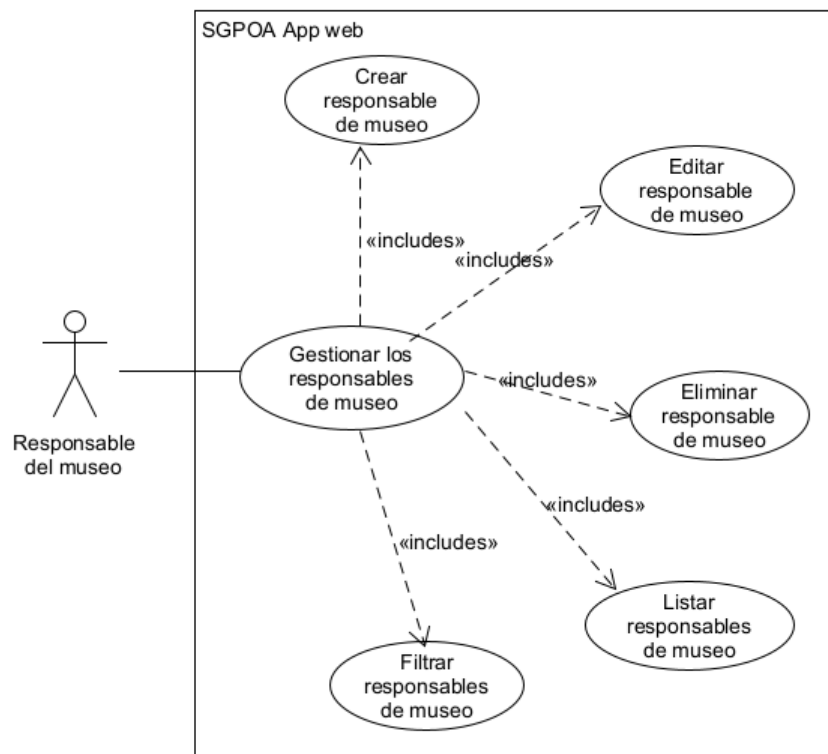 SGPOA App web
Crear
responsable
de museo
Editar
responsable
de museo
«includes»
«includes»
Gestionar los
responsables
de museo
«includes»
Eliminar
responsable
de museo
Responsable
del museo
«includes»
«includes»
Listar
responsables
de museo
Filtrar
responsables
de museo